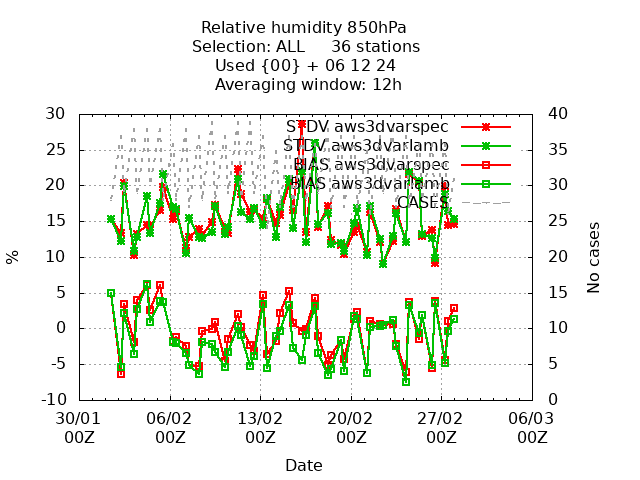 Relative humidity 850hPa
Selection: ALL     36 stations
Used {00} + 06 12 24
Averaging window: 12h
30 40
STDV aws3dvarspec
25 35
STDV aws3dvarlamb
BIAS aws3dvarspec
20 30
BIAS aws3dvarlamb
CASES
15 25
10 20
%
No cases
5 15
0 10
-5 5
-10 0
30/01 06/02 13/02 20/02 27/02 06/03
00Z 00Z 00Z 00Z 00Z 00Z
Date